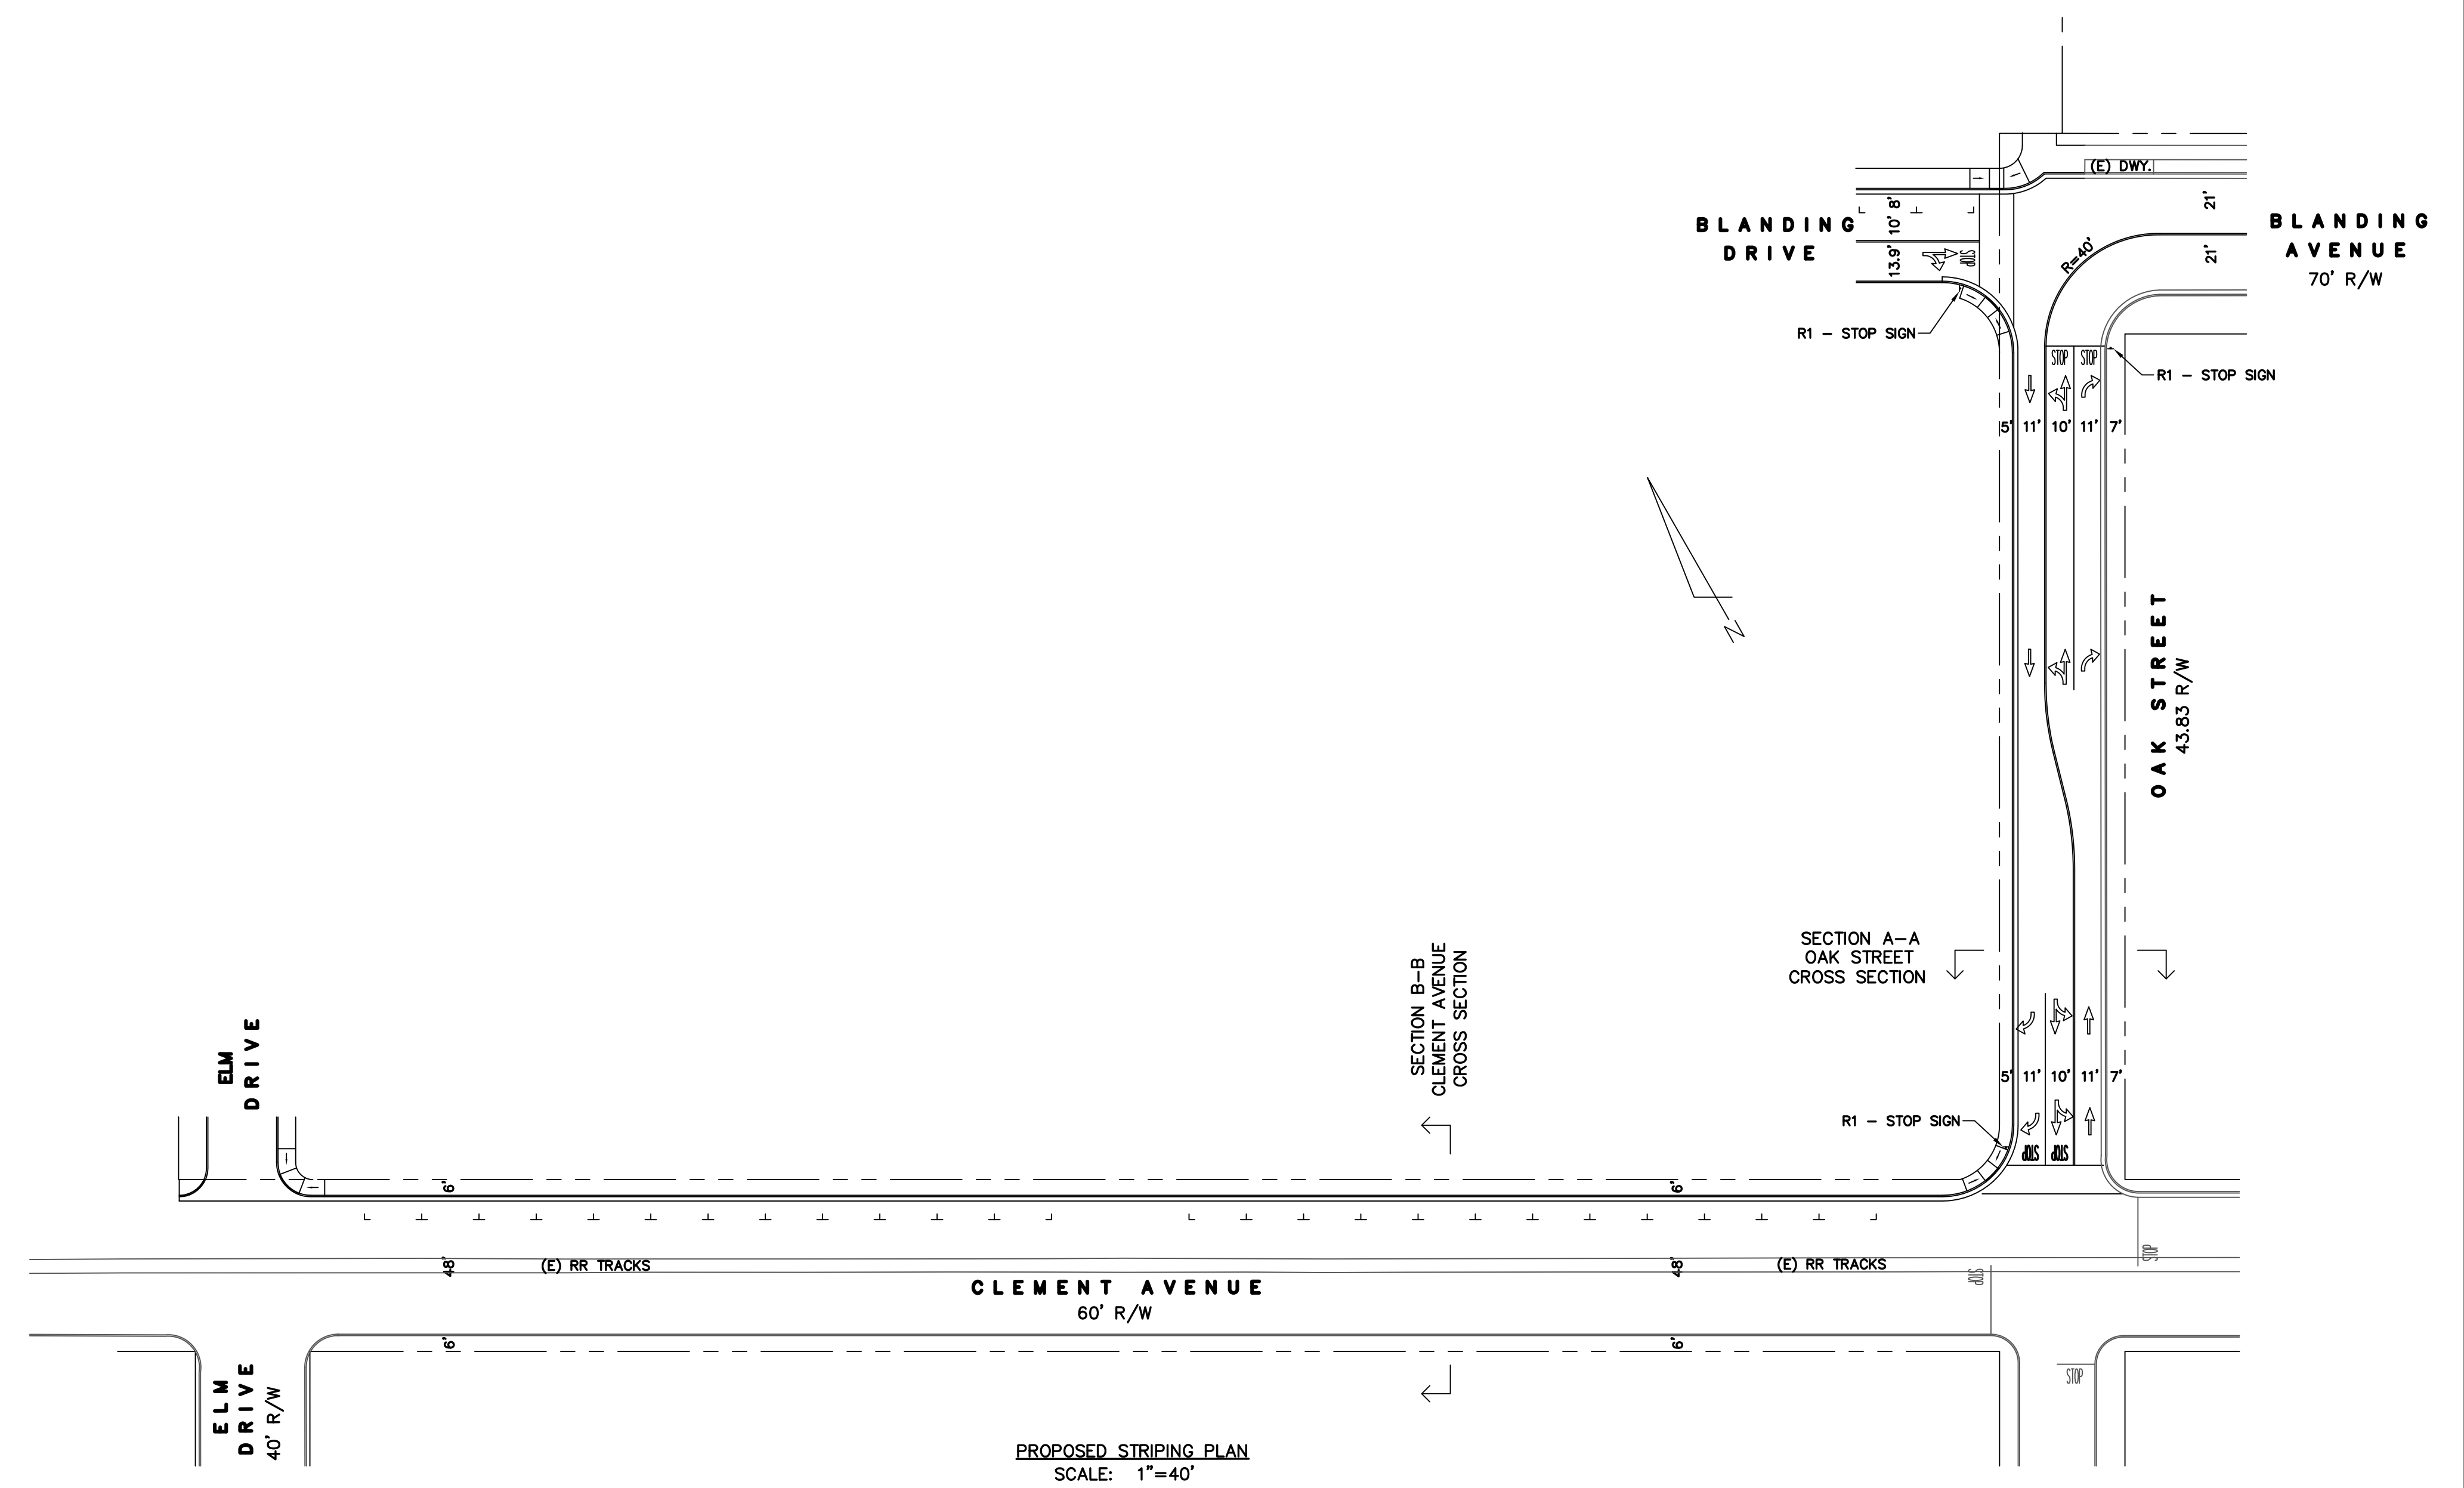 (E) DWY.
BLANDING
DRIVE
8'
10'
13.9'
STOP
R=40'
21'
21'
BLANDING
AVENUE
70' R/W
R1 - STOP SIGN
STOP STOP
R1 - STOP SIGN
5' 11' 10' 11' 7'
N
OAK STREET
43.83 R/W
SECTION A-A
OAK STREET
CROSS SECTION
SECTION B-B
CLEMENT AVENUE
CROSS SECTION
ELM
DRIVE
5' 11' 10' 11' 7'
R1 - STOP SIGN
STOP STOP
6'
6'
48'
(E) RR TRACKS
48'
(E) RR TRACKS
STOP
STOP
CLEMENT AVENUE
60' R/W
6'
6'
STOP
ELM
DRIVE
40' R/W
PROPOSED STRIPING PLAN
SCALE: 1"=40'